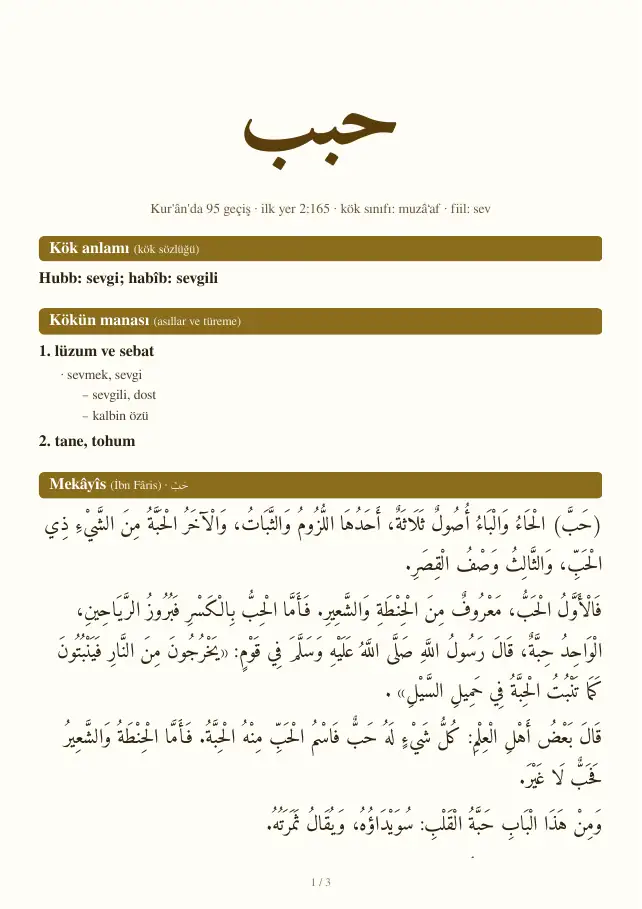 حبب
Kur'ân'da 95 geçiş · ilk yer 2:165 · kök sınıfı: muzâ'af · fiil: sev
Kök anlamı (kök sözlüğü)
Hubb: sevgi; habîb: sevgili
Kökün manası (asıllar ve türeme)
1. lüzum ve sebat
· sevmek, sevgi
– sevgili, dost
– kalbin özü
2. tane, tohum
Mekâyîs (İbn Fâris) · حَبَّ
(حَبَّ) الْحَاءُ وَالْبَاءُ أُصُولٌ ثَلَاثَةٌ، أَحَدُهَا اللُّزُومُ وَالثَّبَاتُ، وَالْآخَرُ الْحَبَّةُ مِنَ الشَّيْءِ ذِي
الْحَبِّ، وَالثَّالِثُ وَصْفُ الْقِصَرِ.
فَالْأَوَّلُ الْحَبُّ، مَعْرُوفٌ مِنَ الْحِنْطَةِ وَالشَّعِيرِ. فَأَمَّا الْحِبُّ بِالْكَسْرِ فَبُرُوزُ الرَّيَاحِينِ،
الْوَاحِدُ حِبَّةٌ، قَالَ رَسُولُ اللَّهِ صَلَّى اللَّهُ عَلَيْهِ وَسَلَّمَ فِي قَوْمٍ: «يَخْرُجُونَ مِنَ النَّارِ فَيَنْبُتُونَ
كَمَا تَنْبُتُ الْحِبَّةُ فِي حَمِيلِ السَّيْلِ» .
قَالَ بَعْضُ أَهْلِ الْعِلْمِ: كُلُّ شَيْءٍ لَهُ حَبٌّ فَاسْمُ الْحَبِّ مِنْهُ الْحِبَّةُ. فَأَمَّا الْحِنْطَةُ وَالشَّعِيرُ
فَحَبٌّ لَا غَيْرَ.
وَمِنْ هَذَا الْبَابِ حَبَّةُ الْقَلْبِ: سُوَيْدَاؤُهُ، وَيُقَالُ ثَمَرَتُهُ.
1 / 3